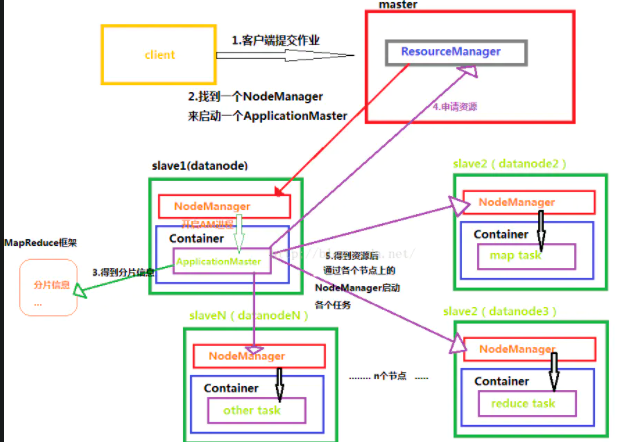 master
client
1.客户端提交作业
ResourceManager
2.找到一个NodeManager
来启动一个ApplicationMaster
4.申请资源
slave1(datanode)
slave2（datanode2）
NodeManager
NodeManager
开启AM进程
MapReduce框架
Container
Container
ApplicationMaster
map task
3.得到分片信息
分片信息
...
5.得到资源后
通过各个节点上的
NodeManager启动
各个任务
slaveN（datanodeN）
slave2（datanode3）
NodeManager
NodeManager
........ n个节点 .....
Container
Container
other task
reduce task